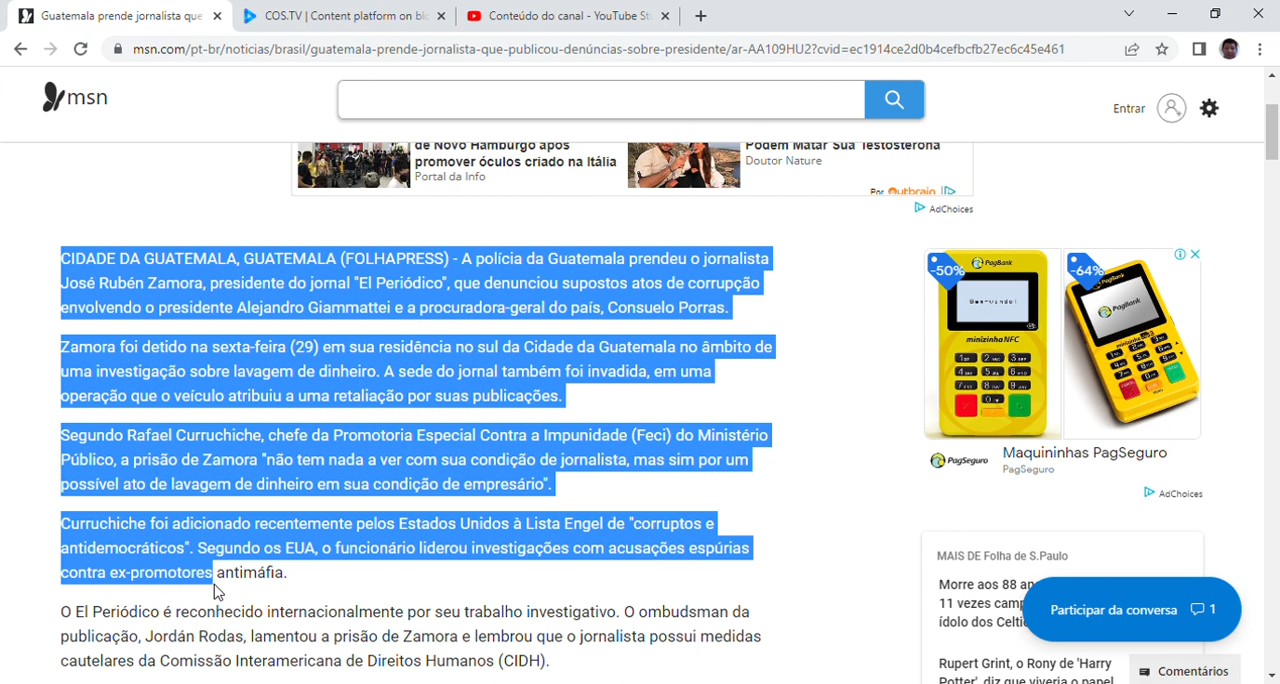 Guatemala prende jornalista que
COS.TV | Content platform on blo
Conteúdo do canal - YouTube Stu
msn.com/pt-br/noticias/brasil/guatemala-prende-jornalista-que-publicou-denúncias-sobre-presidente/ar-AA109HU2?cvid=ec1914ce2d0b4cefbcfb27ec6c45e461
msn
Entrar
de Novo Hamburgo após
promover óculos criado na Itália
Portal da Info
Podem Matar Sua Testosterona
Doutor Nature
Por Outbrain
AdChoices
CIDADE DA GUATEMALA, GUATEMALA (FOLHAPRESS) - A polícia da Guatemala prendeu o jornalista
José Rubén Zamora, presidente do jornal "El Periódico", que denunciou supostos atos de corrupção
envolvendo o presidente Alejandro Giammattei e a procuradora-geral do país, Consuelo Porras.
Zamora foi detido na sexta-feira (29) em sua residência no sul da Cidade da Guatemala no âmbito de
uma investigação sobre lavagem de dinheiro. A sede do jornal também foi invadida, em uma
operação que o veículo atribuiu a uma retaliação por suas publicações.
Segundo Rafael Curruchiche, chefe da Promotoria Especial Contra a Impunidade (Feci) do Ministério
Público, a prisão de Zamora "não tem nada a ver com sua condição de jornalista, mas sim por um
possível ato de lavagem de dinheiro em sua condição de empresário".
Curruchiche foi adicionado recentemente pelos Estados Unidos à Lista Engel de "corruptos e
antidemocráticos". Segundo os EUA, o funcionário liderou investigações com acusações espúrias
contra ex-promotores antimáfia.
O El Periódico é reconhecido internacionalmente por seu trabalho investigativo. O ombudsman da
publicação, Jordán Rodas, lamentou a prisão de Zamora e lembrou que o jornalista possui medidas
cautelares da Comissão Interamericana de Direitos Humanos (CIDH).
-50%
PagBank
Bem-vindo!
minizinha NFC
-64%
PagBank
PagSeguro
Maquininhas PagSeguro
PagSeguro
AdChoices
MAIS DE Folha de S.Paulo
Morre aos 88 an
11 vezes camp
ídolo dos Celtic
Participar da conversa 1
Rupert Grint, o Rony de 'Harry
Potter', diz que viveria o papel
Comentários